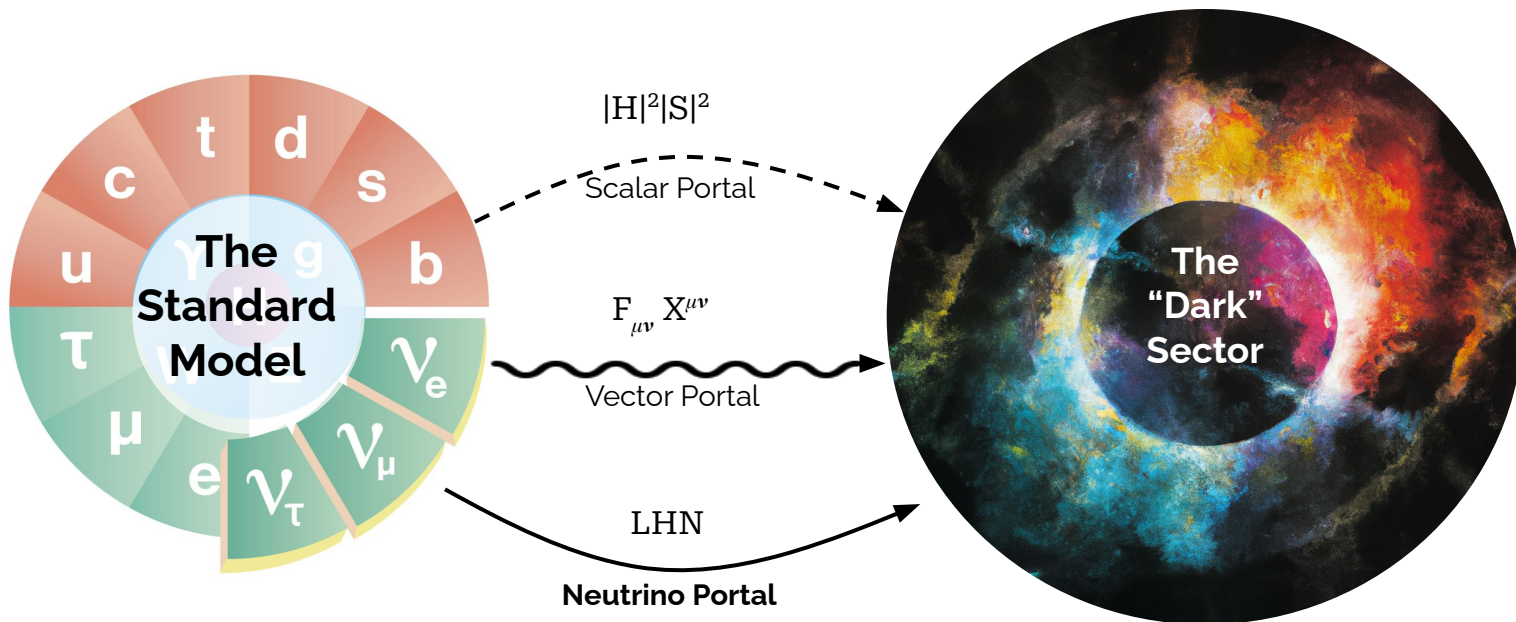 t
d
c
s
u
b
γ
g
The
Standard
Model
H
W
Z
τ
μ
e
ν_e
ν_μ
ν_τ
|H|²|S|²
Scalar Portal
F_μν X^μν
Vector Portal
LHN
Neutrino Portal
The
“Dark”
Sector